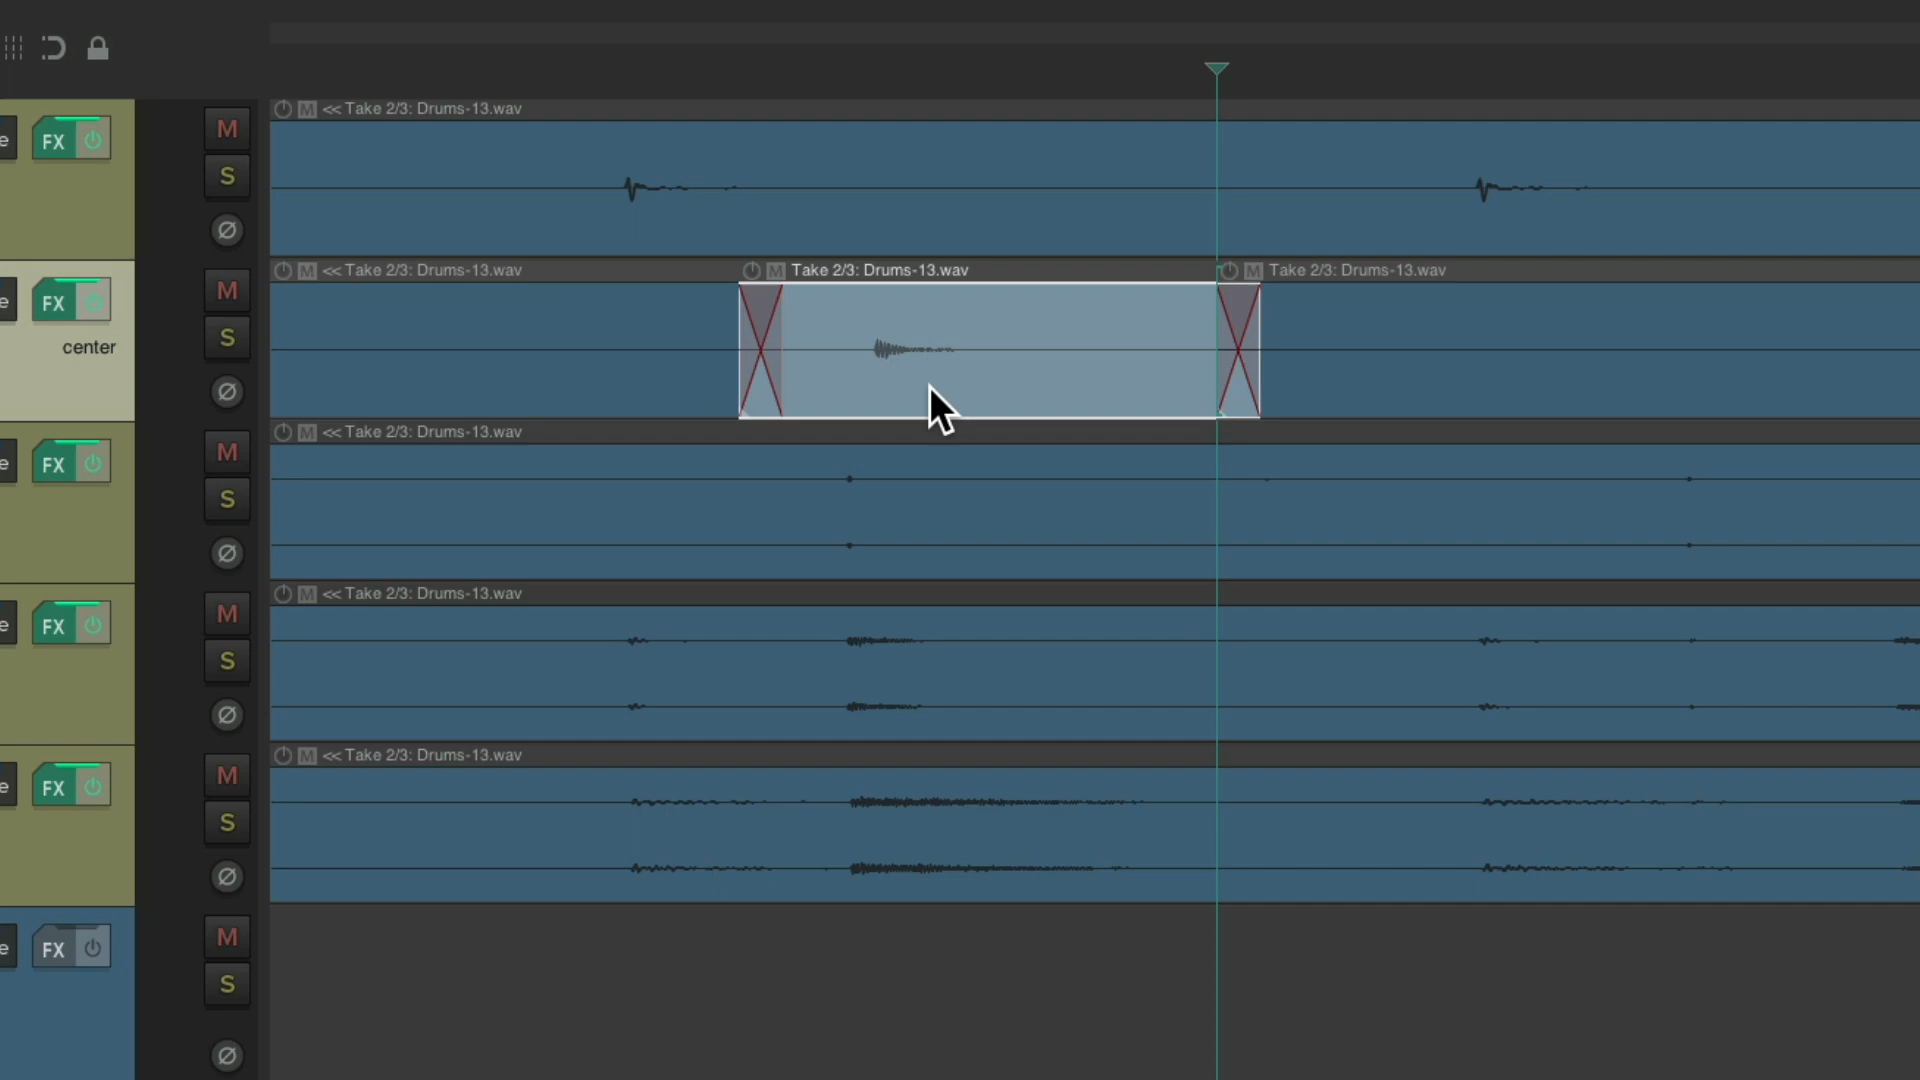 M << Take 2/3: Drums-13.wav
e FX M
S
Ø
M << Take 2/3: Drums-13.wav M Take 2/3: Drums-13.wav M Take 2/3: Drums-13.wav
e FX M
S
center
Ø
M << Take 2/3: Drums-13.wav
e FX M
S
Ø
M << Take 2/3: Drums-13.wav
e FX M
S
Ø
M << Take 2/3: Drums-13.wav
e FX M
S
Ø
e FX M
S
Ø